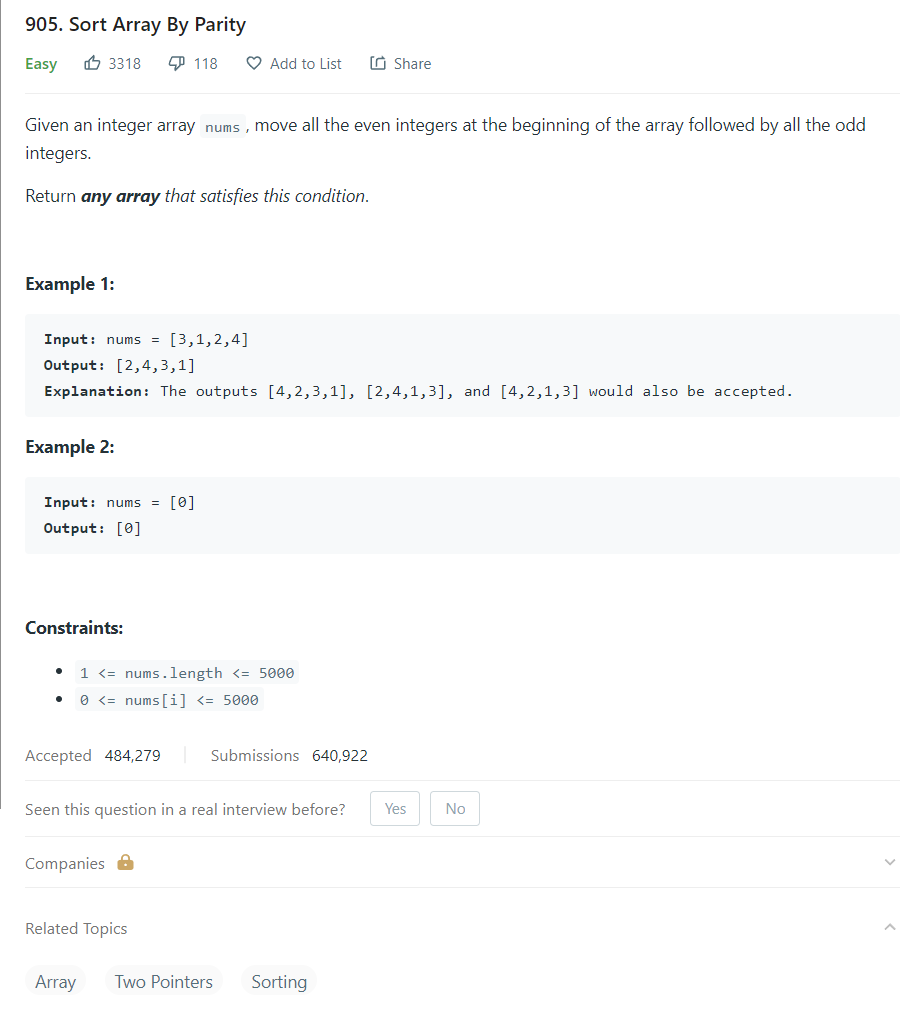 905. Sort Array By Parity
Easy 3318 118 Add to List Share
Given an integer array nums , move all the even integers at the beginning of the array followed by all the odd
integers.
Return any array that satisfies this condition.
Example 1:
Input: nums = [3,1,2,4]
Output: [2,4,3,1]
Explanation: The outputs [4,2,3,1], [2,4,1,3], and [4,2,1,3] would also be accepted.
Example 2:
Input: nums = [0]
Output: [0]
Constraints:
• 1 <= nums.length <= 5000
• 0 <= nums[i] <= 5000
Accepted 484,279 Submissions 640,922
Seen this question in a real interview before? Yes No
Companies
Related Topics
Array Two Pointers Sorting